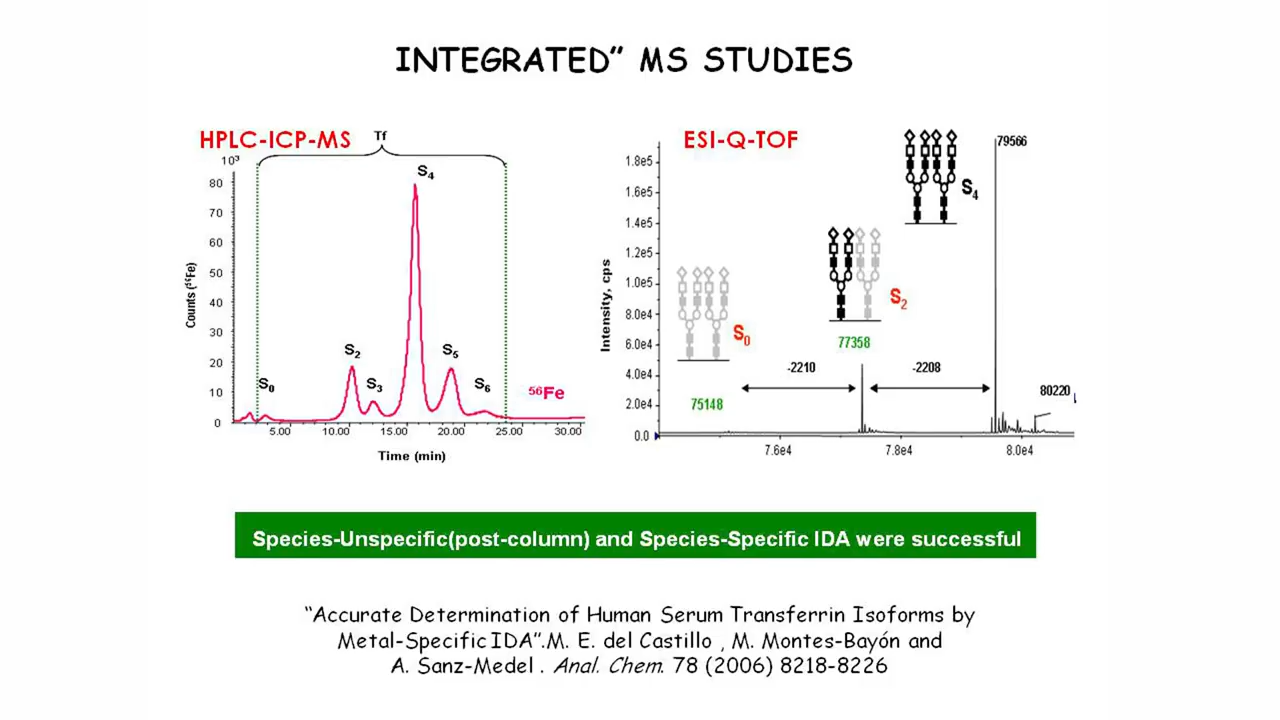 INTEGRATED” MS STUDIES
HPLC-ICP-MS
Tf
10³
80
70
60
50
40
30
20
10
0
Counts (⁵⁶Fe)
S₀
S₂
S₃
S₄
S₅
S₆
⁵⁶Fe
5.00 10.00 15.00 20.00 25.00 30.00
Time (min)
ESI-Q-TOF
1.8e5
1.6e5
1.4e5
1.2e5
1.0e5
8.0e4
6.0e4
4.0e4
2.0e4
0.0
Intensity, cps
79566
S₄
S₂
S₀
77358
-2210
-2208
75148
80220
7.6e4 7.8e4 8.0e4
Species-Unspecific(post-column) and Species-Specific IDA were successful
“Accurate Determination of Human Serum Transferrin Isoforms by
Metal-Specific IDA”.M. E. del Castillo , M. Montes-Bayón and
A. Sanz-Medel . Anal. Chem. 78 (2006) 8218-8226